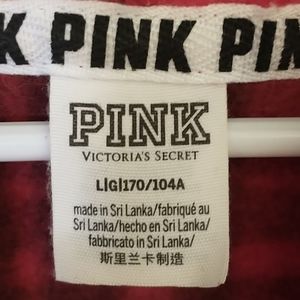 K PINK PIN
PINK
VICTORIA'S SECRET
L|G|170/104A
made in Sri Lanka/fabriqué au
Sri Lanka/hecho en Sri Lanka/
fabbricato in Sri Lanka/
斯里兰卡制造